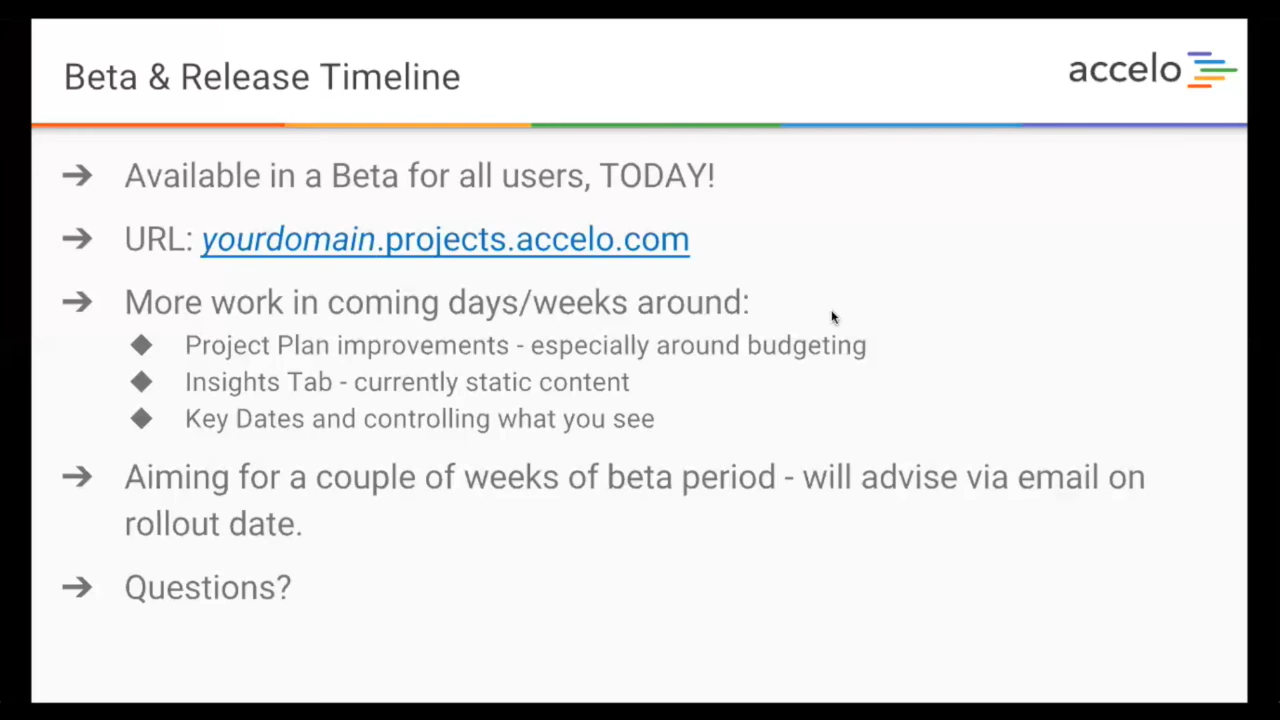 Beta & Release Timeline
accelo
➔ Available in a Beta for all users, TODAY!
➔ URL: yourdomain.projects.accelo.com
➔ More work in coming days/weeks around:
◆ Project Plan improvements - especially around budgeting
◆ Insights Tab - currently static content
◆ Key Dates and controlling what you see
➔ Aiming for a couple of weeks of beta period - will advise via email on
rollout date.
➔ Questions?